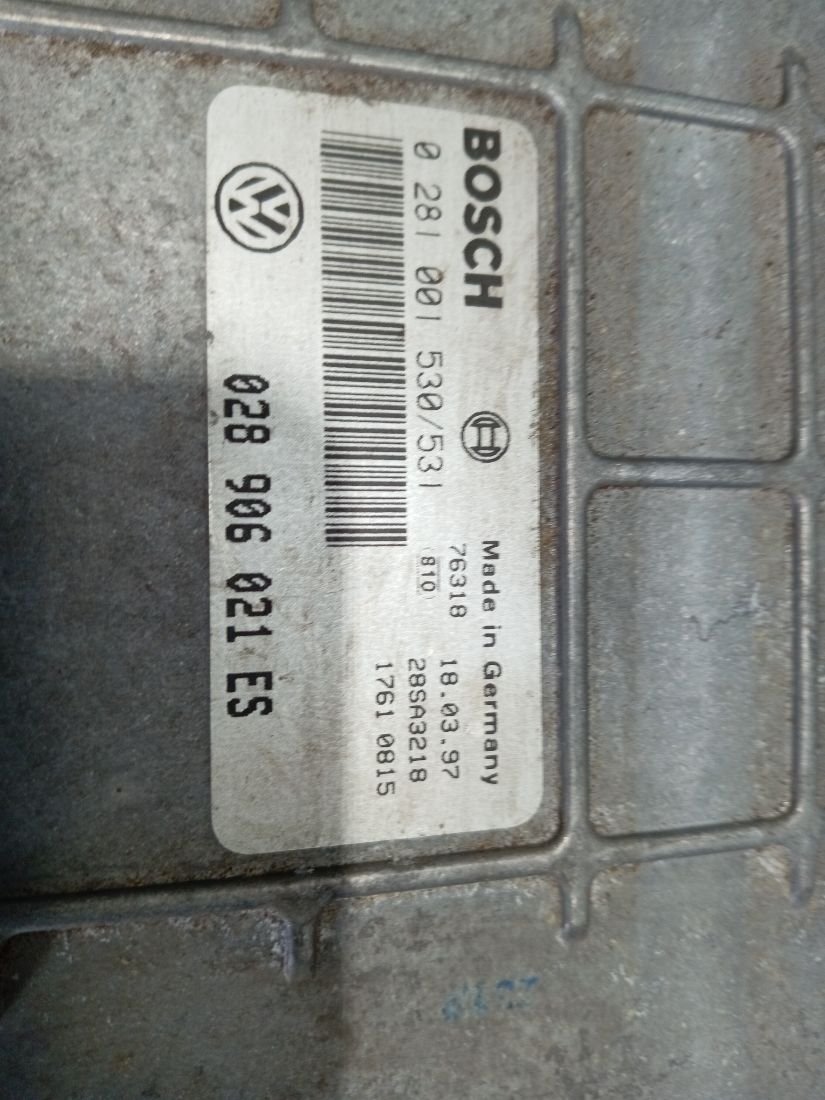 BOSCH
Made in Germany
0 281 001 530/531
76318
18.03.97
810
28SA3218
1761 0815
028 906 021 ES